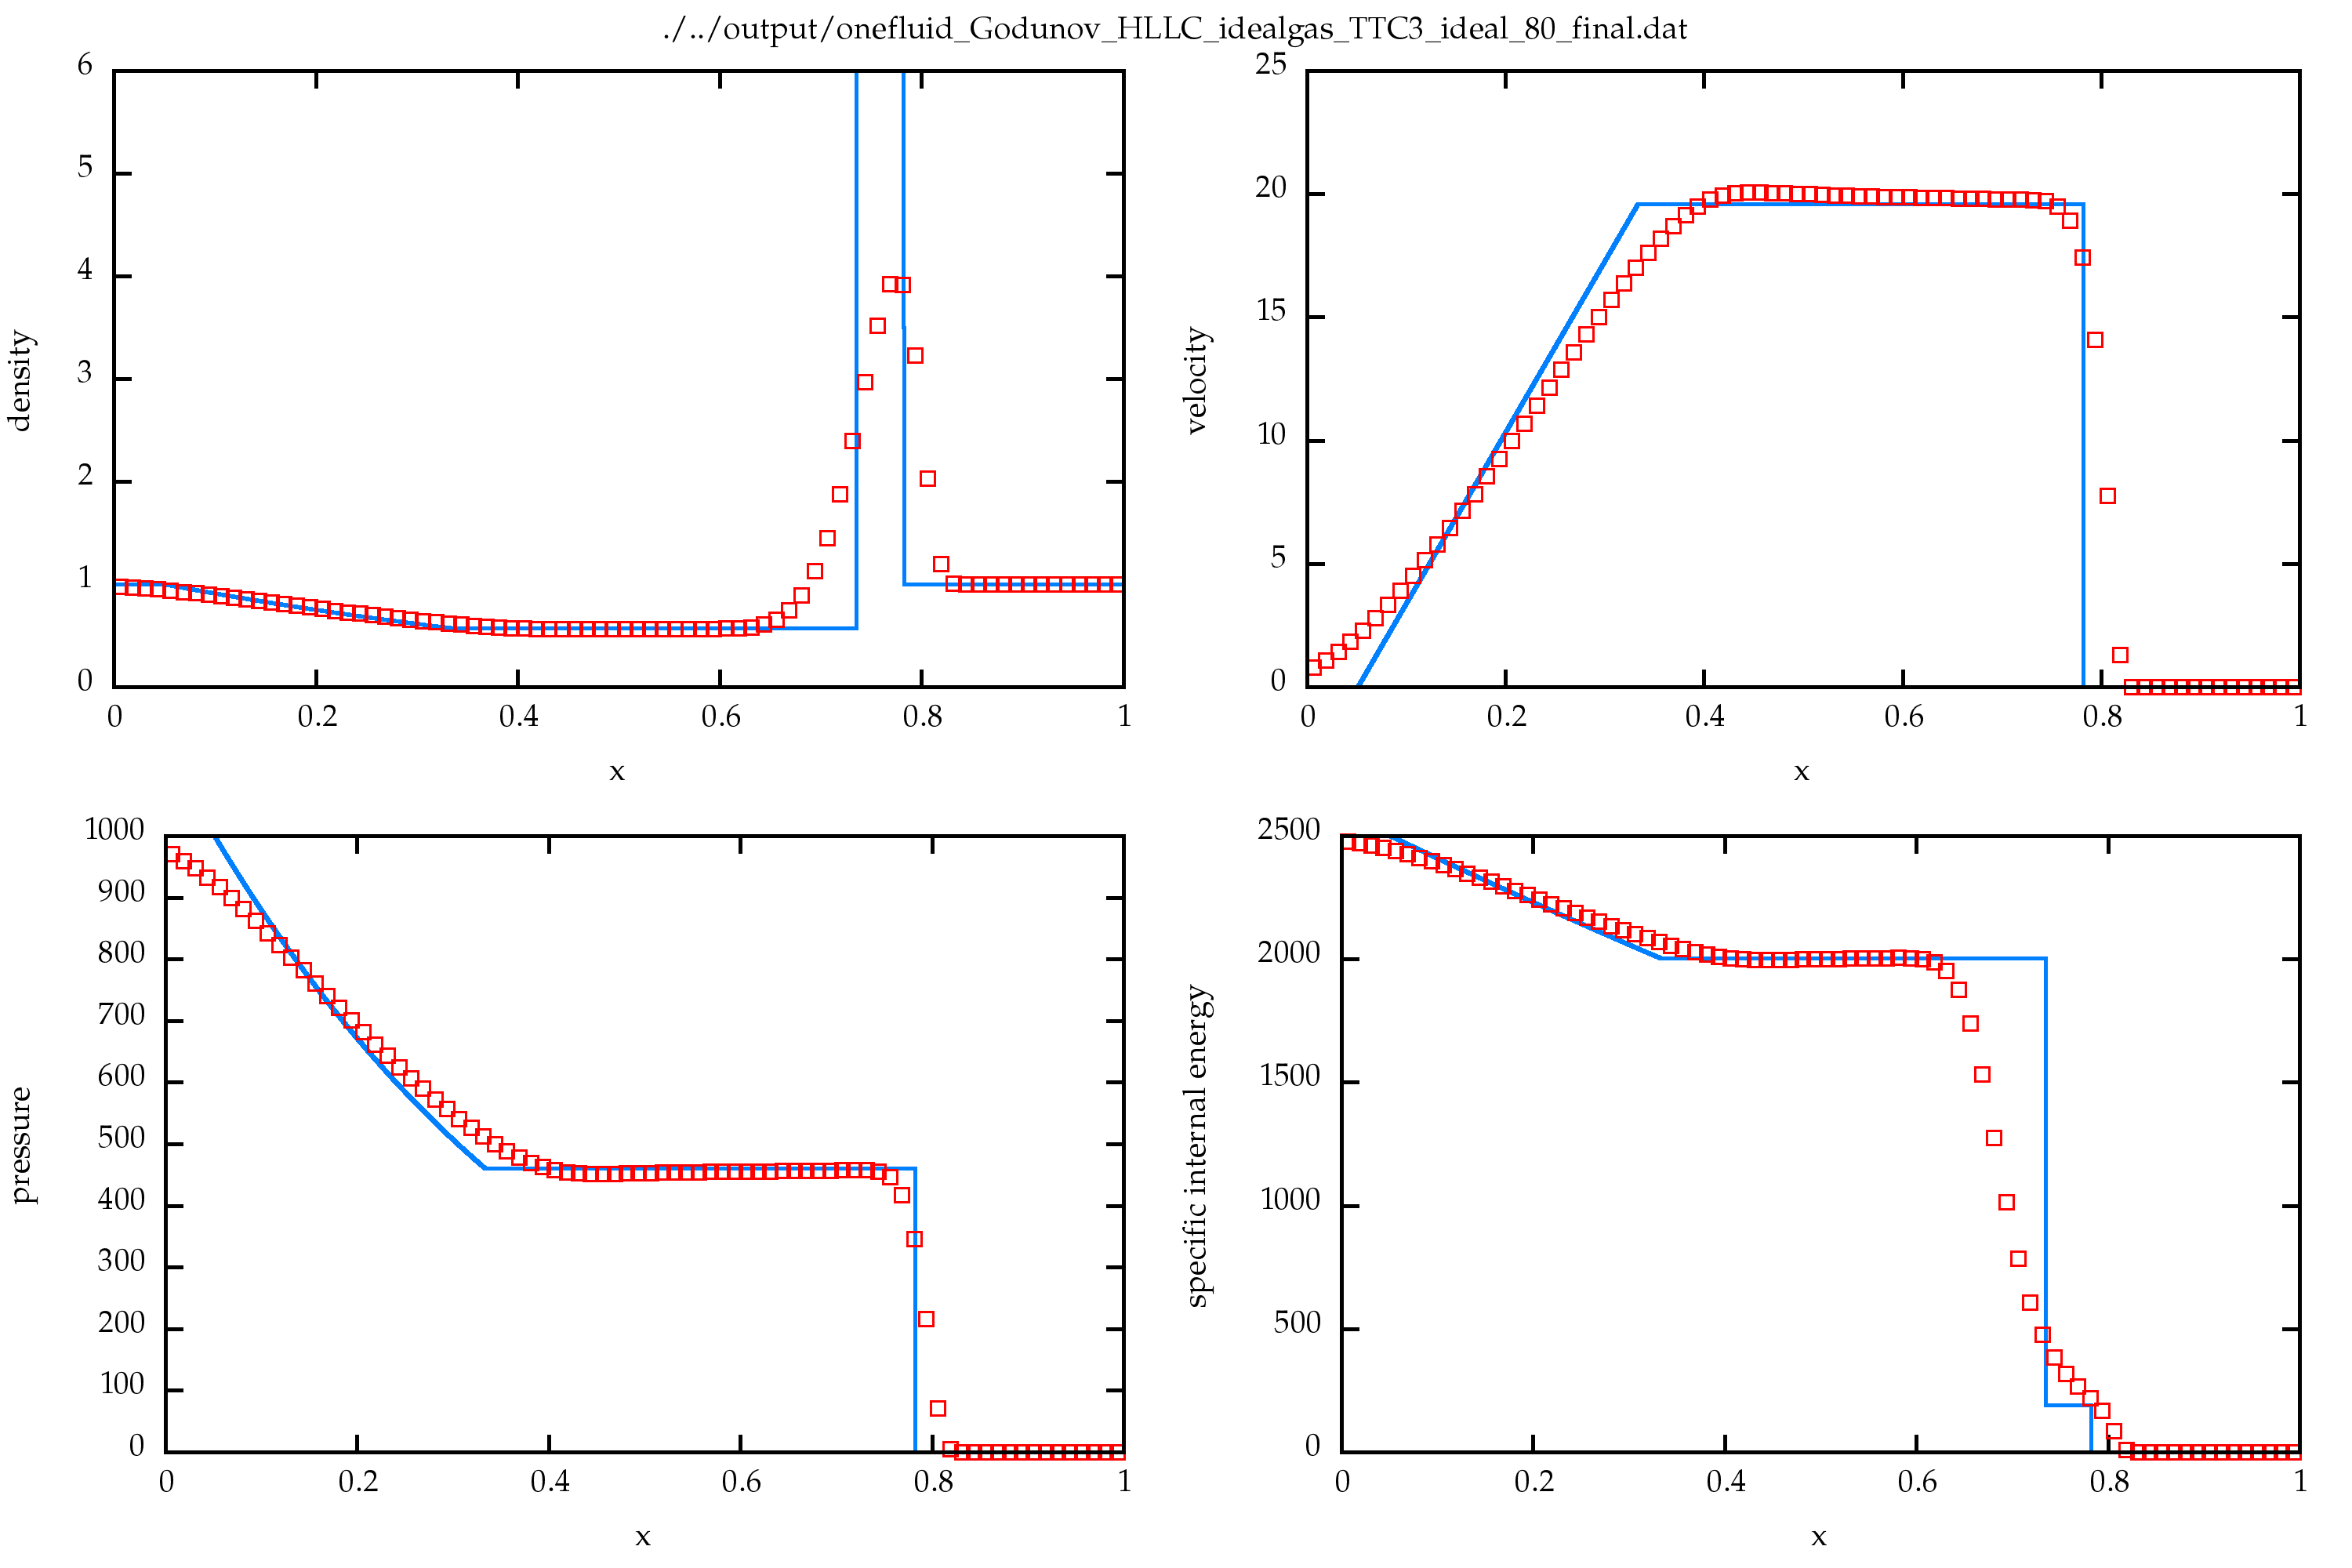 ./../output/onefluid_Godunov_HLLC_idealgas_TTC3_ideal_80_final.dat
6
5
4
3
2
1
0
density
0 0.2 0.4 0.6 0.8 1
x
25
20
15
10
5
0
velocity
0 0.2 0.4 0.6 0.8 1
x
1000
900
800
700
600
500
400
300
200
100
0
pressure
0 0.2 0.4 0.6 0.8 1
x
2500
2000
1500
1000
500
0
specific internal energy
0 0.2 0.4 0.6 0.8 1
x